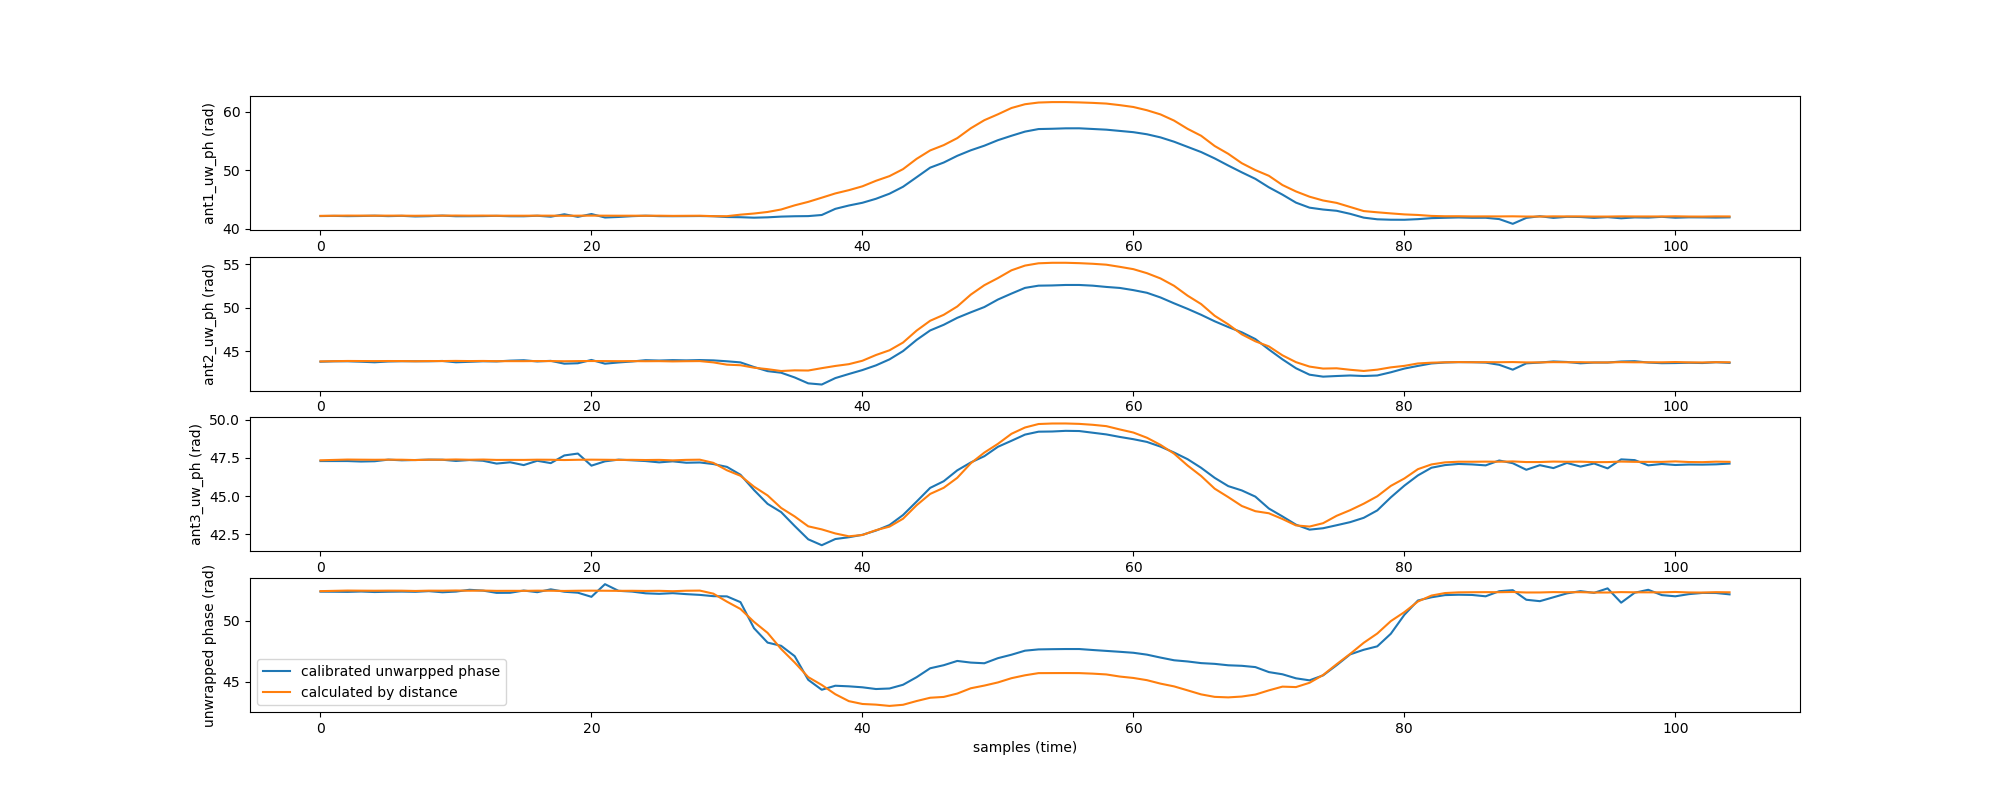 ant1_uw_ph (rad)
60
50
40
0 20 40 60 80 100
ant2_uw_ph (rad)
55
50
45
0 20 40 60 80 100
ant3_uw_ph (rad)
50.0
47.5
45.0
42.5
0 20 40 60 80 100
unwrapped phase (rad)
50
45
calibrated unwarpped phase
calculated by distance
0 20 40 60 80 100
samples (time)